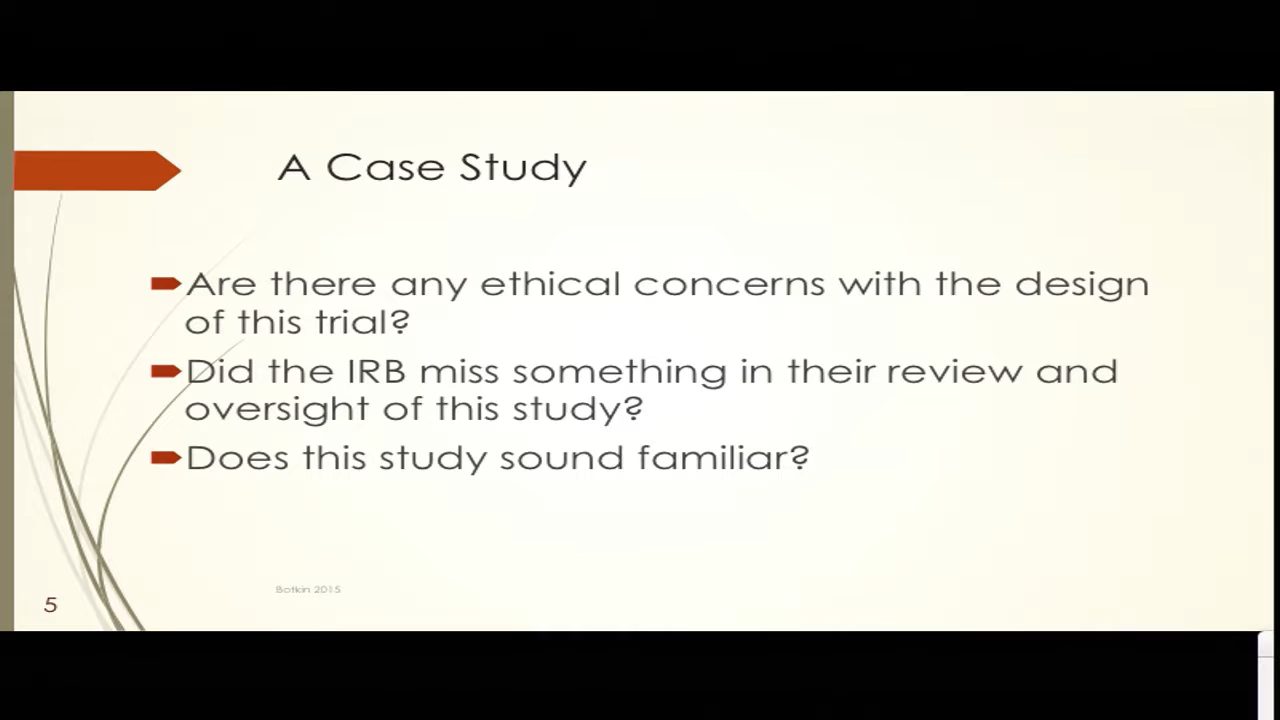 A Case Study
Are there any ethical concerns with the design
of this trial?
Did the IRB miss something in their review and
oversight of this study?
Does this study sound familiar?
Botkin 2015
5